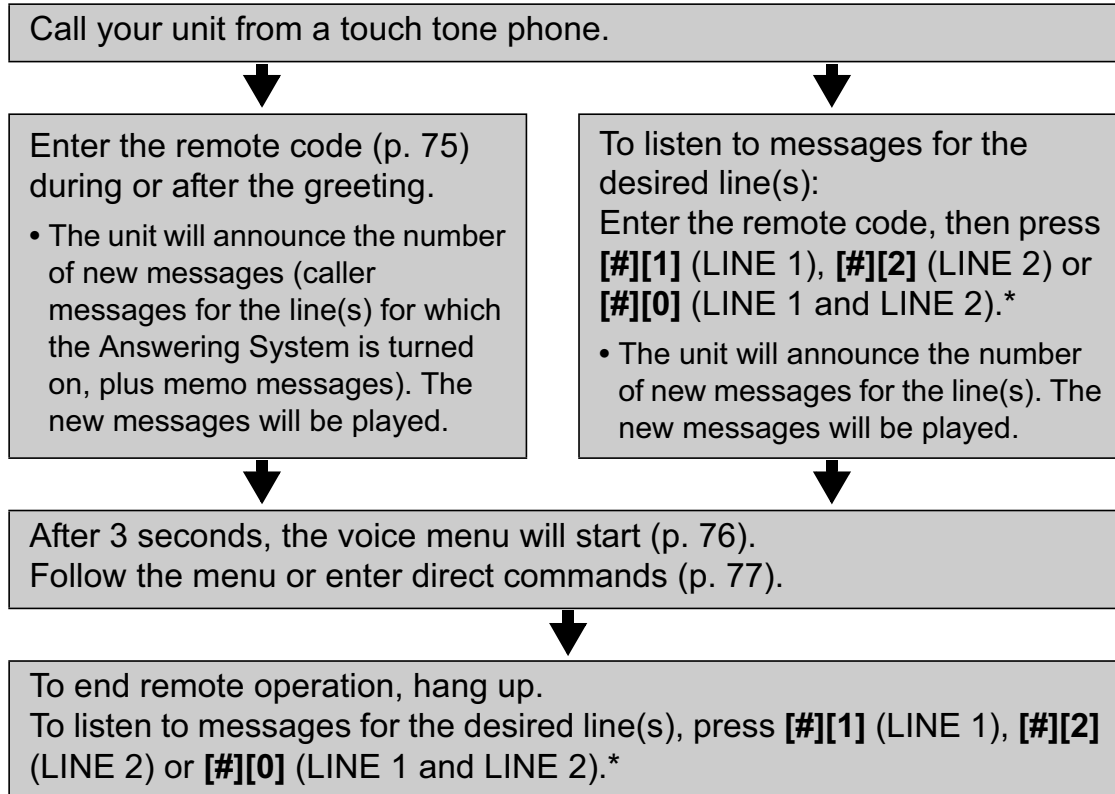 Call your unit from a touch tone phone.
Enter the remote code (p. 75)
during or after the greeting.
• The unit will announce the number
of new messages (caller
messages for the line(s) for which
the Answering System is turned
on, plus memo messages). The
new messages will be played.
To listen to messages for the
desired line(s):
Enter the remote code, then press
[#][1] (LINE 1), [#][2] (LINE 2) or
[#][0] (LINE 1 and LINE 2).*
• The unit will announce the number
of new messages for the line(s). The
new messages will be played.
After 3 seconds, the voice menu will start (p. 76).
Follow the menu or enter direct commands (p. 77).
To end remote operation, hang up.
To listen to messages for the desired line(s), press [#][1] (LINE 1), [#][2]
(LINE 2) or [#][0] (LINE 1 and LINE 2).*